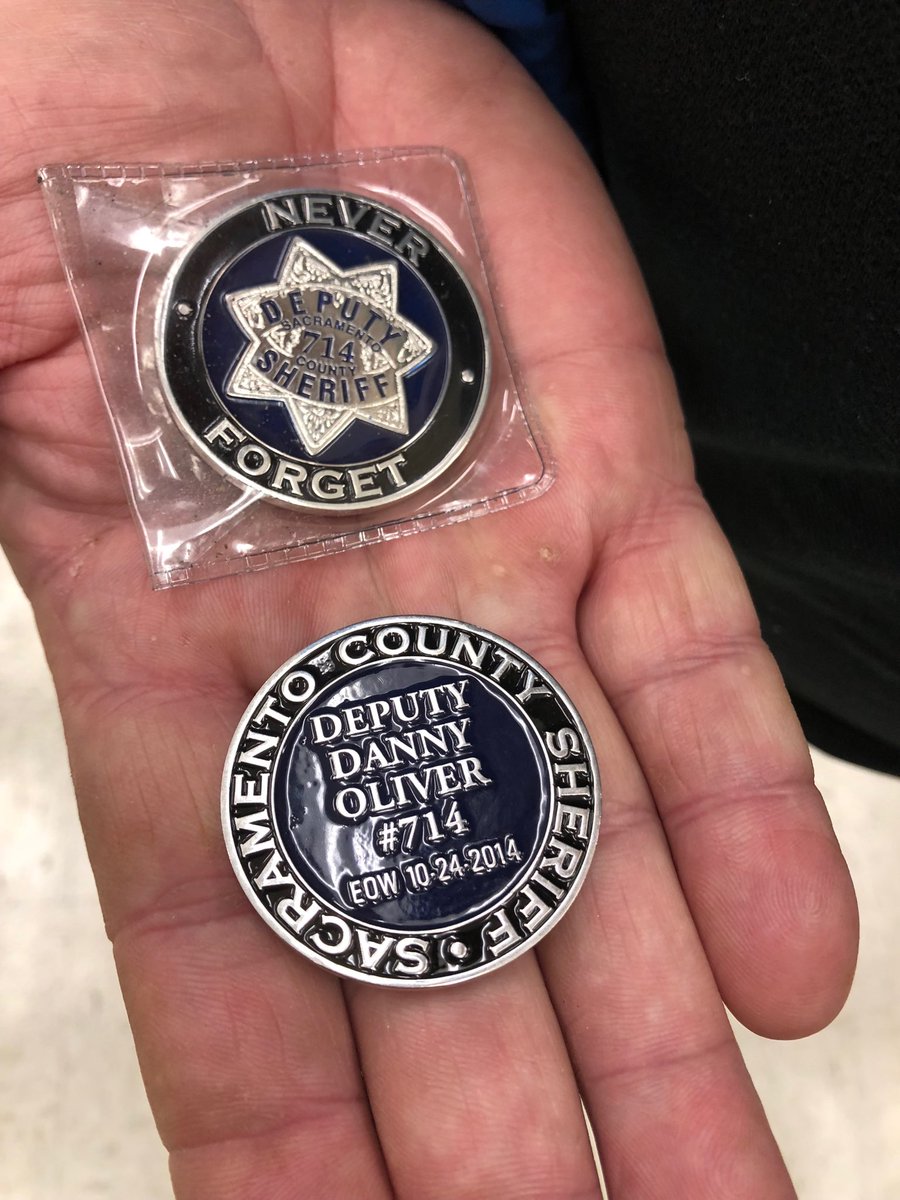 NEVER
DEPUTY
SACRAMENTO
714
COUNTY
SHERIFF
FORGET
SACRAMENTO COUNTY SHERIFF
DEPUTY
DANNY
OLIVER
#714
EOW 10-24-2014